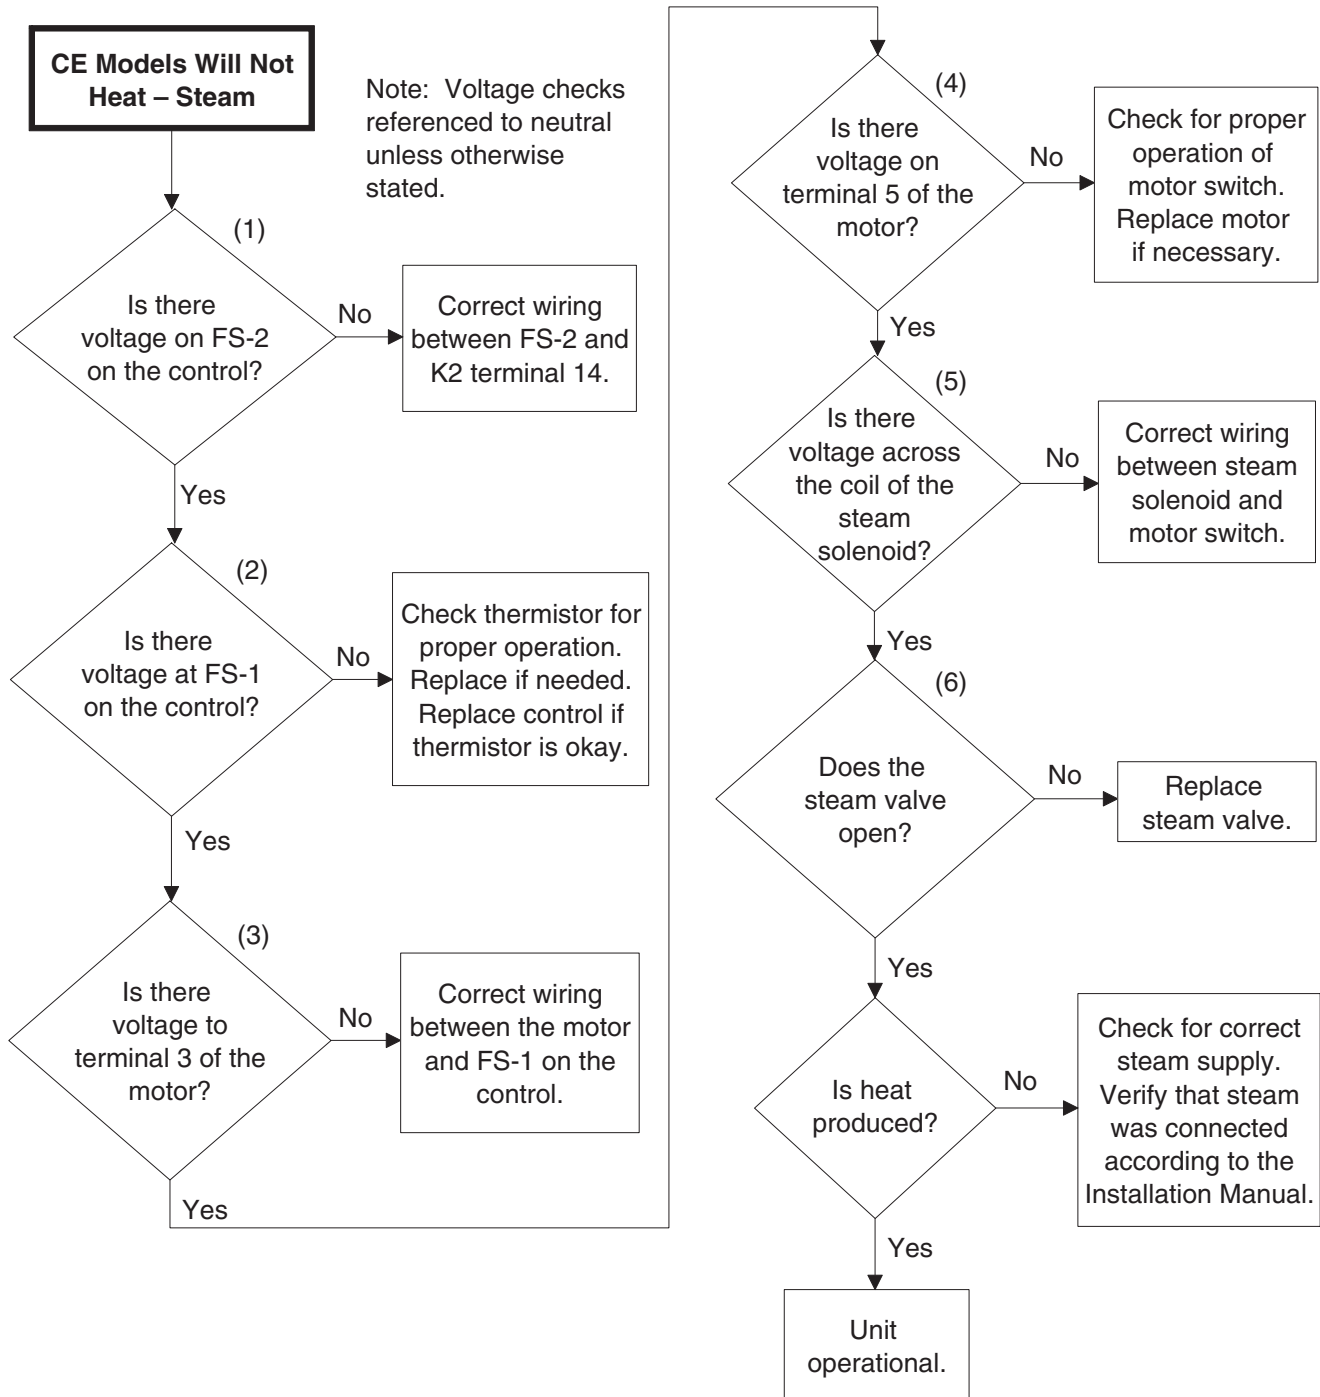 CE Models Will Not
Heat – Steam
Note: Voltage checks
referenced to neutral
unless otherwise
stated.
(1)
Is there
voltage on FS-2
on the control?
No
Correct wiring
between FS-2 and
K2 terminal 14.
Yes
(2)
Is there
voltage at FS-1
on the control?
No
Check thermistor for
proper operation.
Replace if needed.
Replace control if
thermistor is okay.
Yes
(3)
Is there
voltage to
terminal 3 of the
motor?
No
Correct wiring
between the motor
and FS-1 on the
control.
Yes
(4)
Is there
voltage on
terminal 5 of the
motor?
No
Check for proper
operation of
motor switch.
Replace motor
if necessary.
Yes
(5)
Is there
voltage across
the coil of the
steam
solenoid?
No
Correct wiring
between steam
solenoid and
motor switch.
Yes
(6)
Does the
steam valve
open?
No
Replace
steam valve.
Yes
Is heat
produced?
No
Check for correct
steam supply.
Verify that steam
was connected
according to the
Installation Manual.
Yes
Unit
operational.